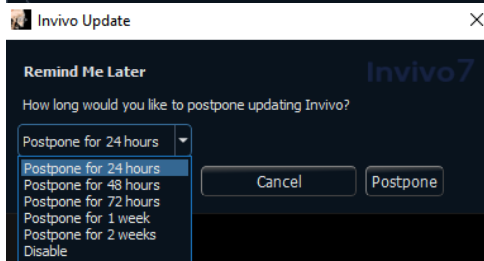 Invivo Update
Remind Me Later
Invivo7
How long would you like to postpone updating Invivo?
Postpone for 24 hours
Postpone for 24 hours
Postpone for 48 hours
Postpone for 72 hours
Postpone for 1 week
Postpone for 2 weeks
Disable
Cancel
Postpone